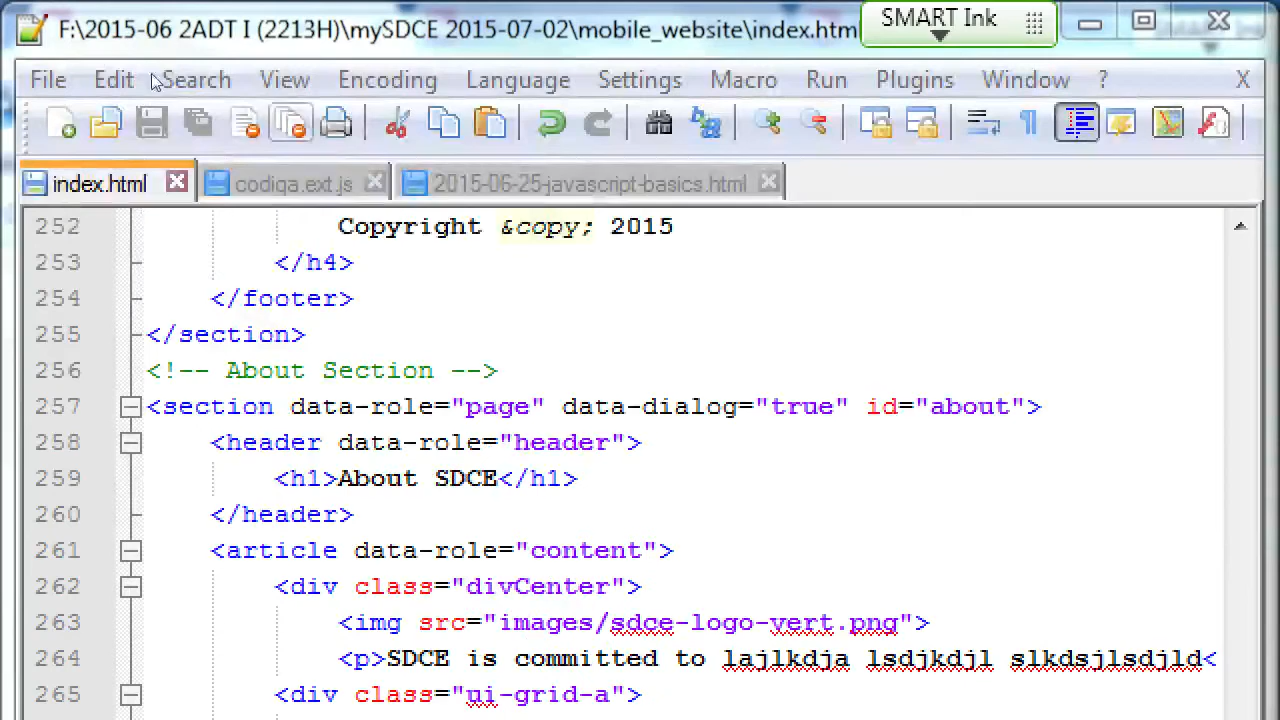 F:\2015-06 2ADT I (2213H)\mySDCE 2015-07-02\mobile_website\index.htm
SMART Ink
File Edit Search View Encoding Language Settings Macro Run Plugins Window ? X
index.html codiqa.ext.js 2015-06-25-javascript-basics.html
252 Copyright &copy; 2015
253 </h4>
254 </footer>
255 </section>
256 <!-- About Section -->
257 <section data-role="page" data-dialog="true" id="about">
258 <header data-role="header">
259 <h1>About SDCE</h1>
260 </header>
261 <article data-role="content">
262 <div class="divCenter">
263 <img src="images/sdce-logo-vert.png">
264 <p>SDCE is committed to lajlkdja lsdjkdjl slkdsjlsdjld<
265 <div class="ui-grid-a">